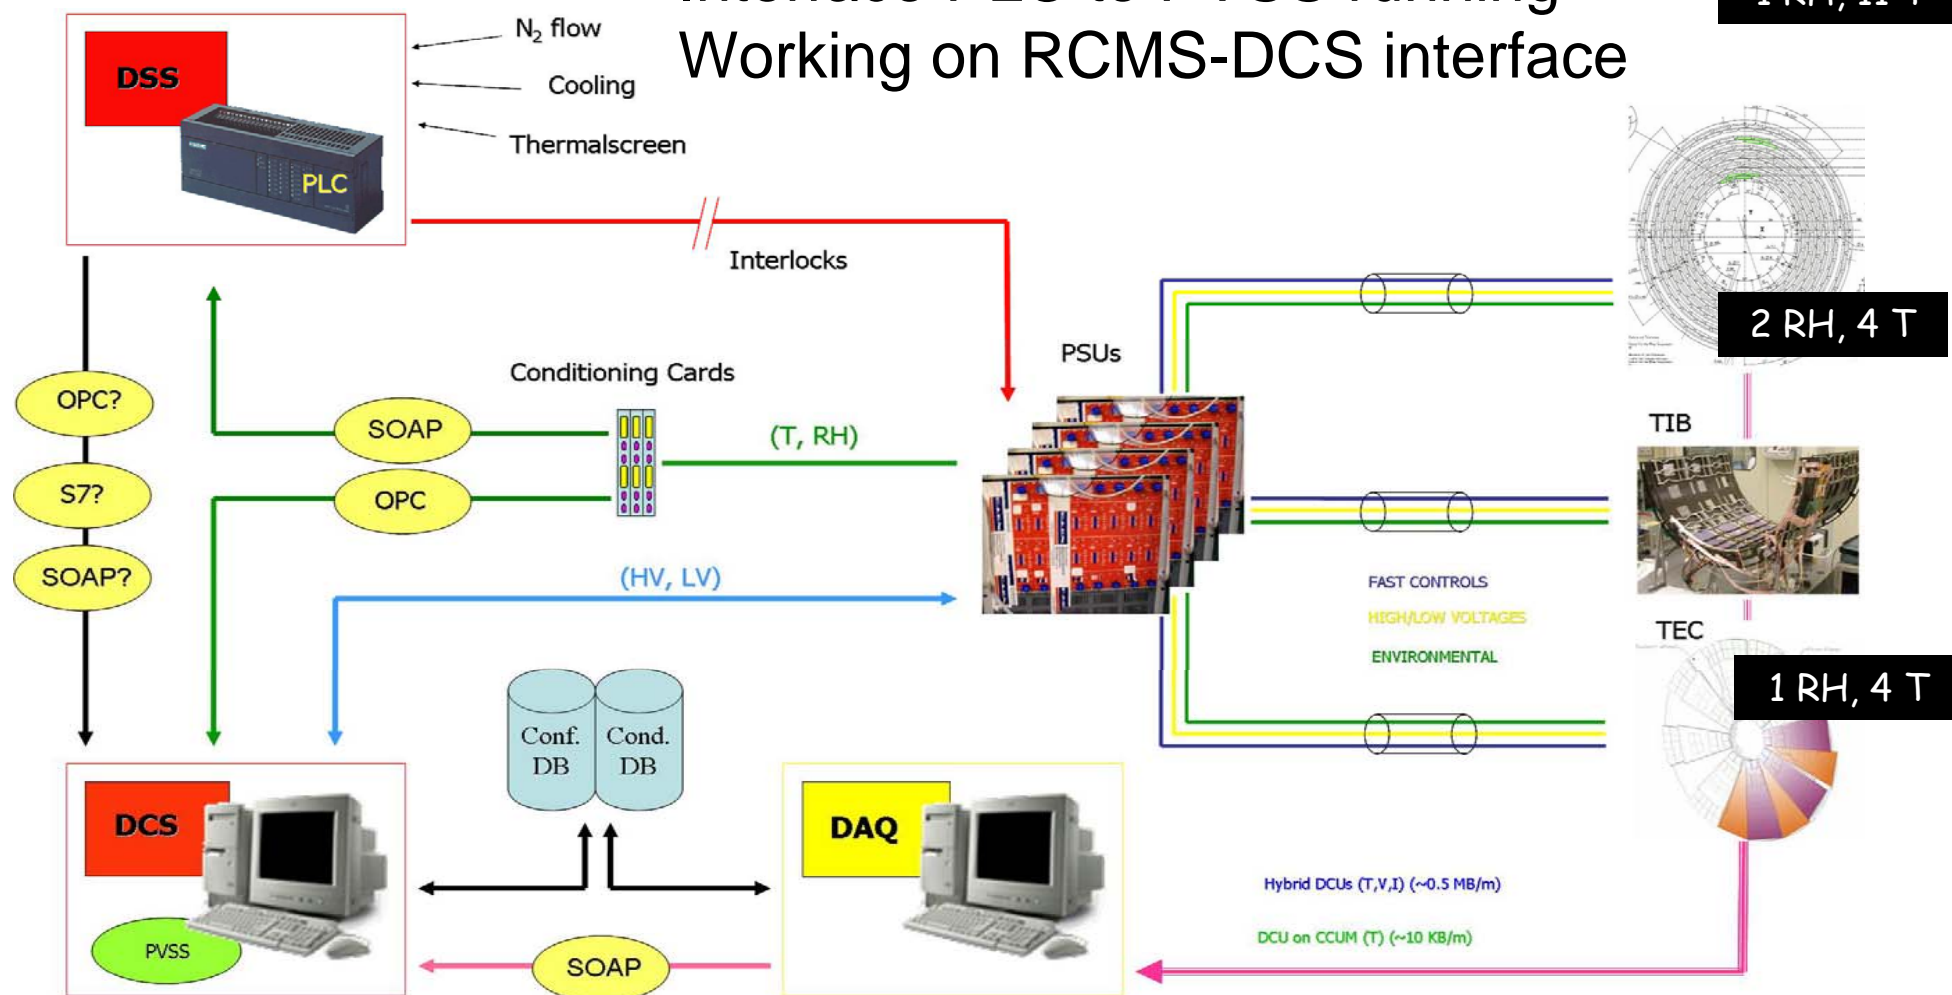 Working on RCMS-DCS interface
N2 flow
Cooling
Thermalscreen
DSS
PLC
Interlocks
2 RH, 4 T
PSUs
Conditioning Cards
OPC?
SOAP
(T, RH)
TIB
S7?
OPC
SOAP?
(HV, LV)
FAST CONTROLS
HIGH/LOW VOLTAGES
ENVIRONMENTAL
TEC
1 RH, 4 T
Conf.
DB
Cond.
DB
DCS
DAQ
Hybrid DCUs (T,V,I) (~0.5 MB/m)
DCU on CCUM (T) (~10 KB/m)
PVSS
SOAP